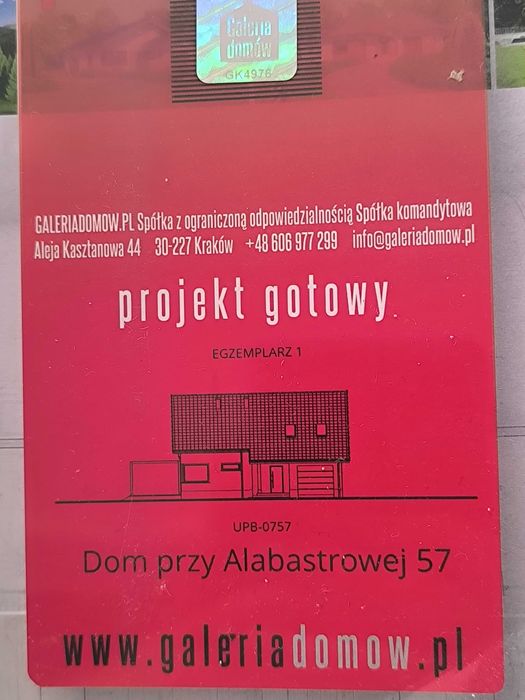 Galeria
domów
GK4976
GALERIADOMOW.PL Spółka z ograniczoną odpowiedzialnością Spółka komandytowa
Aleja Kasztanowa 44 30-227 Kraków +48 606 977 299 info@galeriadomow.pl
projekt gotowy
EGZEMPLARZ 1
UPB-0757
Dom przy Alabastrowej 57
www.galeriadomow.pl